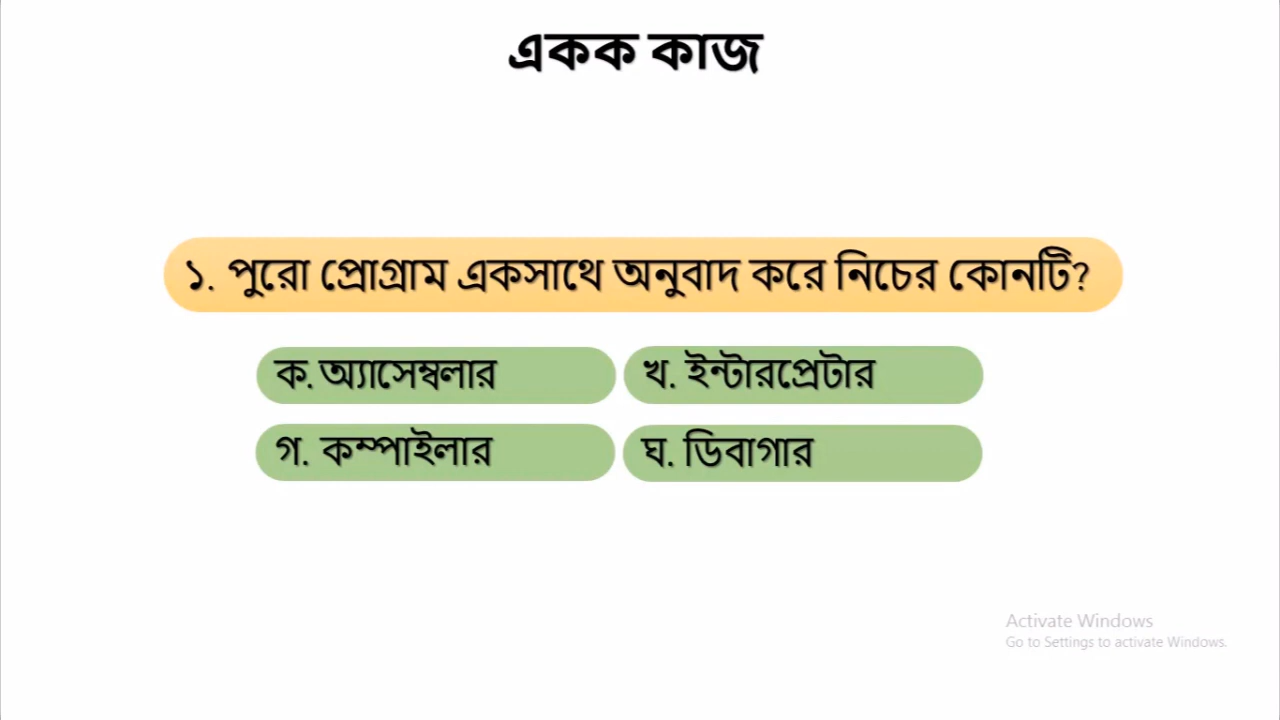 একক কাজ
১. পুরো প্রোগ্রাম একসাথে অনুবাদ করে নিচের কোনটি?
ক. অ্যাসেম্বলার
খ. ইন্টারপ্রেটার
গ. কম্পাইলার
ঘ. ডিবাগার
Activate Windows
Go to Settings to activate Windows.